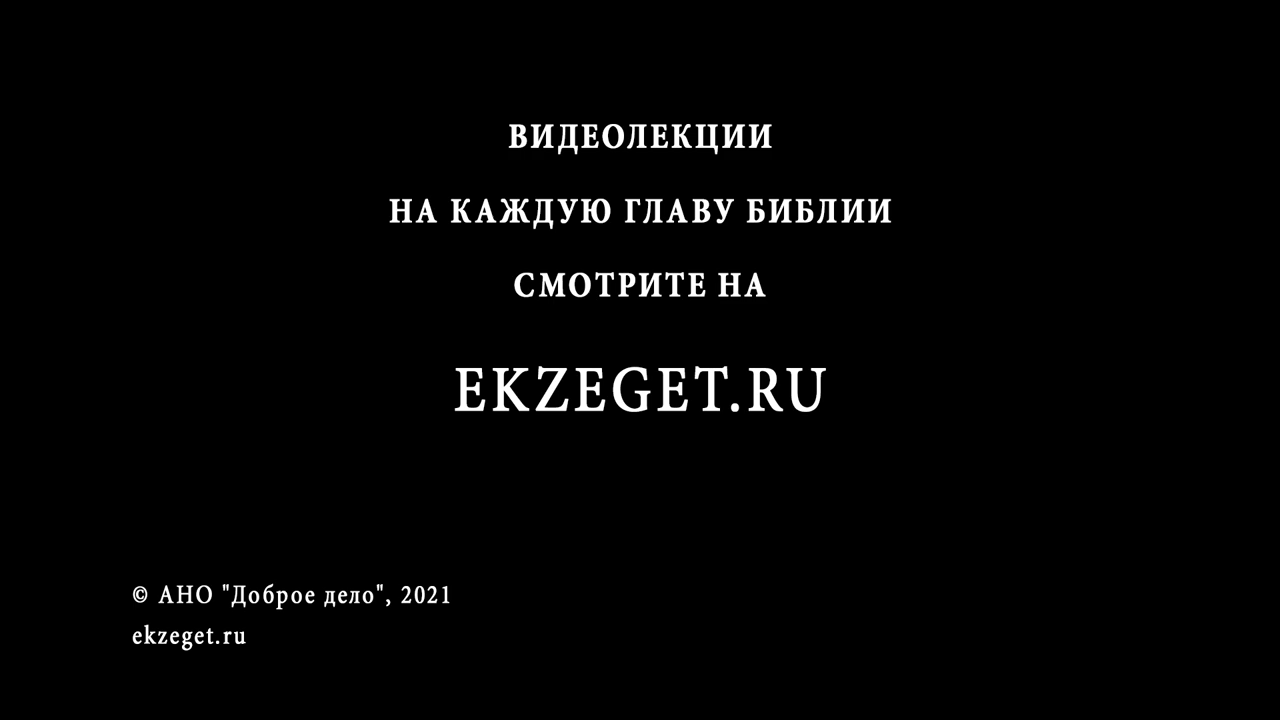 ВИДЕОЛЕКЦИИ
НА КАЖДУЮ ГЛАВУ БИБЛИИ
СМОТРИТЕ НА
EKZEGET.RU
© АНО "Доброе дело", 2021
ekzeget.ru